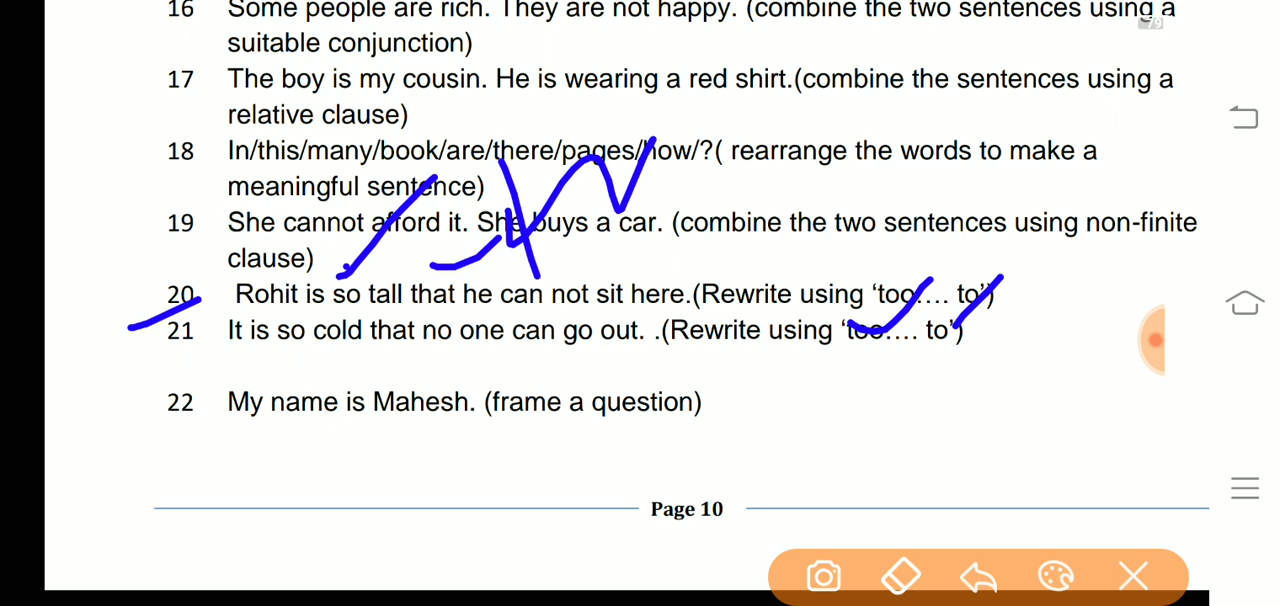 16 Some people are rich. They are not happy. (combine the two sentences using a
suitable conjunction)
17 The boy is my cousin. He is wearing a red shirt.(combine the sentences using a
relative clause)
18 In/this/many/book/are/there/pages/how/?( rearrange the words to make a
meaningful sentence)
19 She cannot afford it. She buys a car. (combine the two sentences using non-finite
clause)
20 Rohit is so tall that he can not sit here.(Rewrite using ‘too.... to’)
21 It is so cold that no one can go out. .(Rewrite using ‘too.... to’)
22 My name is Mahesh. (frame a question)
Page 10